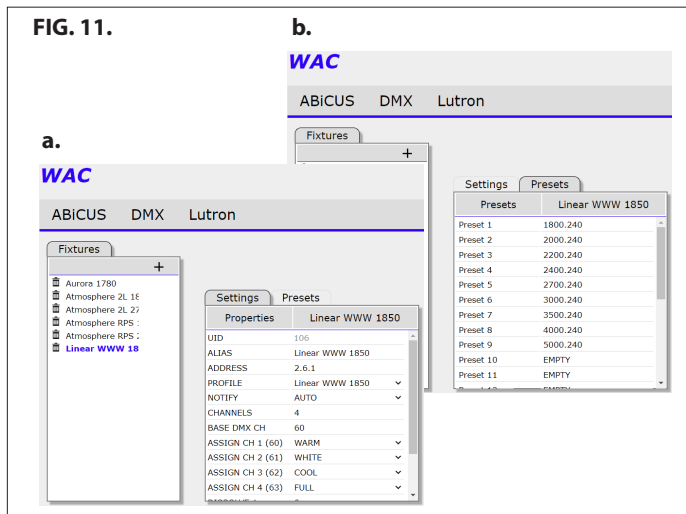 FIG. 11.
b.
WAC
ABiCUS DMX Lutron
Fixtures
+
Settings Presets
Presets Linear WWW 1850
Preset 1 1800.240
Preset 2 2000.240
Preset 3 2200.240
Preset 4 2400.240
Preset 5 2700.240
Preset 6 3000.240
Preset 7 3500.240
Preset 8 4000.240
Preset 9 5000.240
Preset 10 EMPTY
Preset 11 EMPTY
a.
WAC
ABiCUS DMX Lutron
Fixtures
+
Aurora 1780
Atmosphere 2L 18
Atmosphere 2L 27
Atmosphere RPS
Atmosphere RPS
Linear WWW 18
Settings Presets
Properties Linear WWW 1850
UID 106
ALIAS Linear WWW 1850
ADDRESS 2.6.1
PROFILE Linear WWW 1850
NOTIFY AUTO
CHANNELS 4
BASE DMX CH 60
ASSIGN CH 1 (60) WARM
ASSIGN CH 2 (61) WHITE
ASSIGN CH 3 (62) COOL
ASSIGN CH 4 (63) FULL